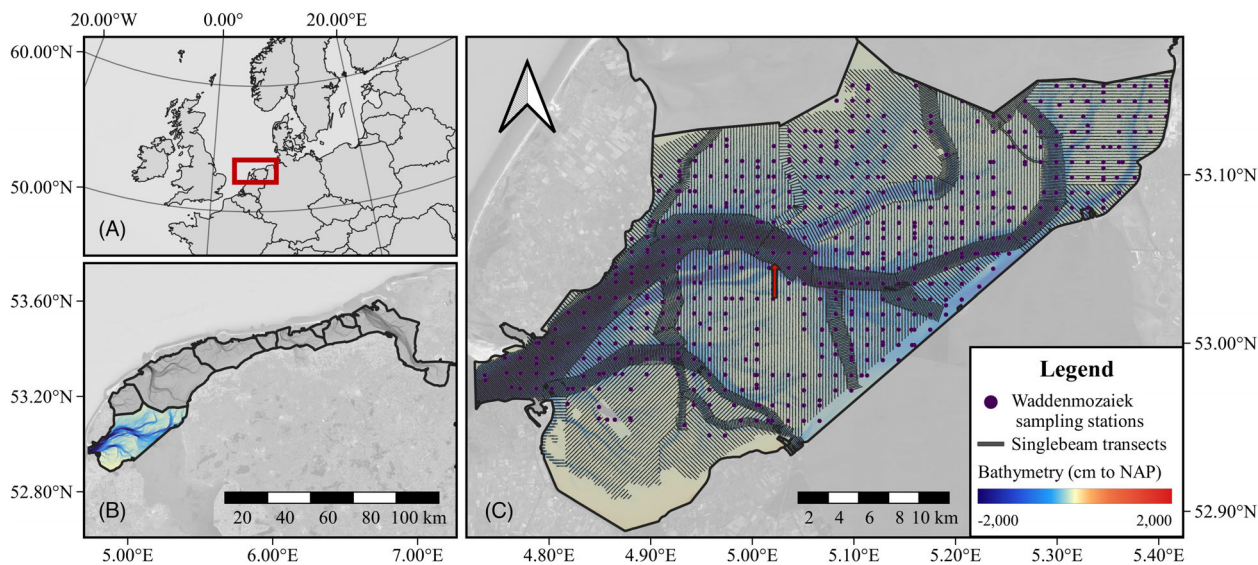 20.00°W 0.00° 20.00°E
60.00°N
50.00°N
(A)
53.60°N
53.20°N
52.80°N
(B)
20 40 60 80 100 km
5.00°E 6.00°E 7.00°E
53.10°N
53.00°N
52.90°N
(C)
2 4 6 8 10 km
4.80°E 4.90°E 5.00°E 5.10°E 5.20°E 5.30°E 5.40°E
Legend
Waddenmozaiek
sampling stations
Singlebeam transects
Bathymetry (cm to NAP)
-2,000 2,000